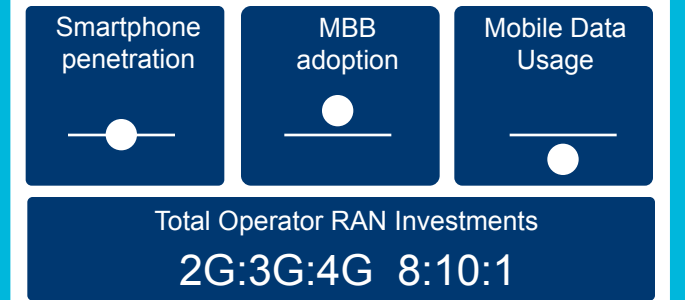 Smartphone
penetration
MBB
adoption
Mobile Data
Usage
Total Operator RAN Investments
2G:3G:4G 8:10:1